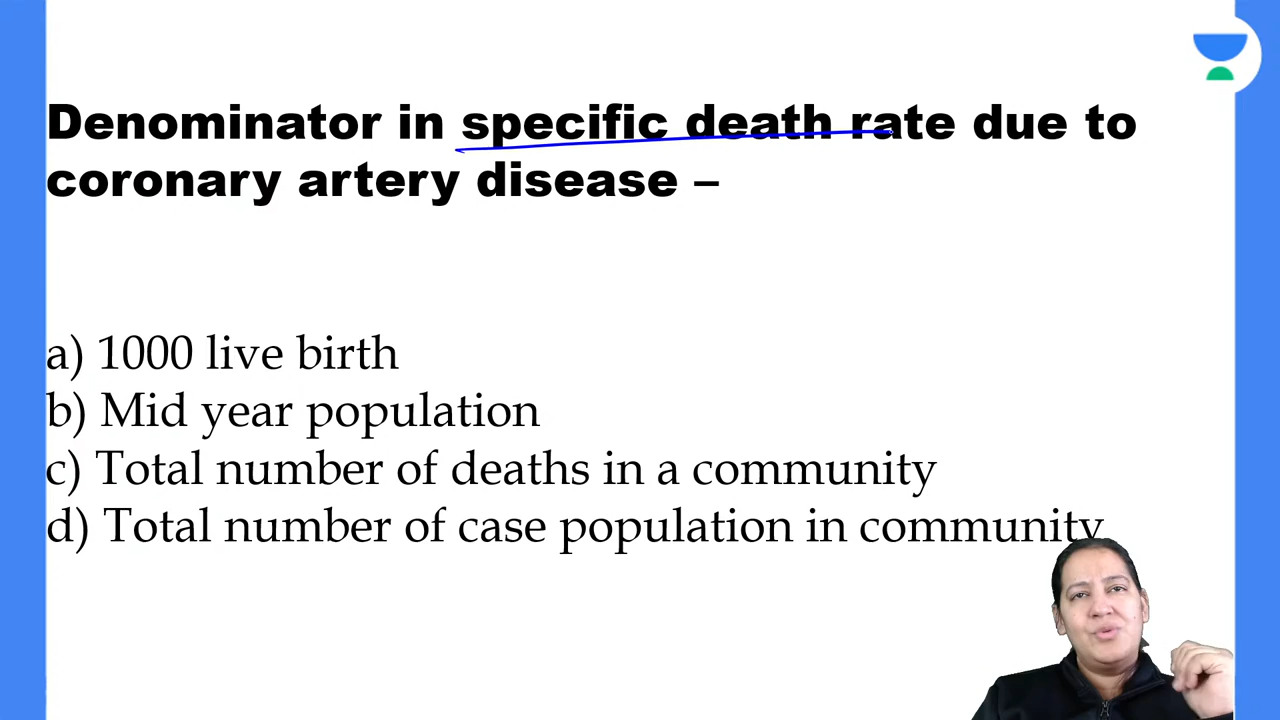 Denominator in specific death rate due to
coronary artery disease –
a) 1000 live birth
b) Mid year population
c) Total number of deaths in a community
d) Total number of case population in community